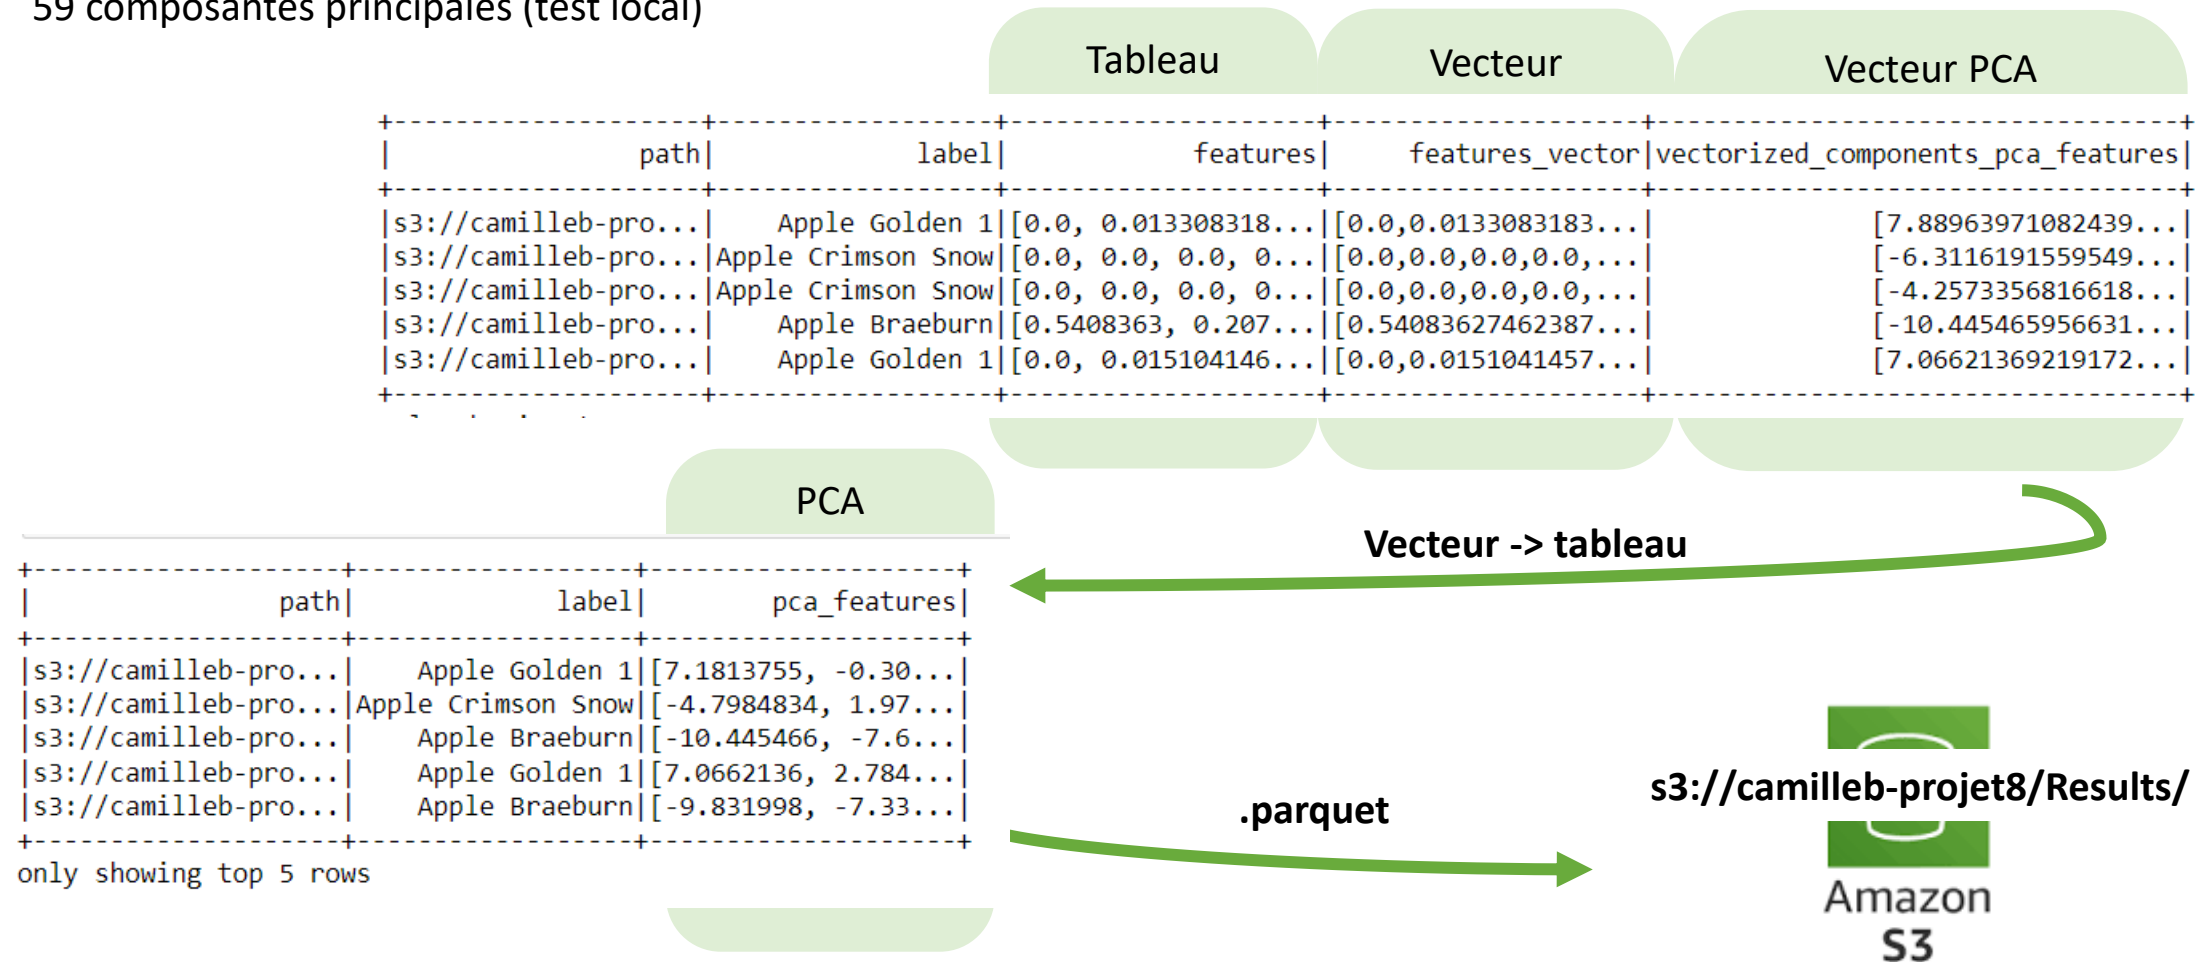 59 composantes principales (test local)
Tableau Vecteur Vecteur PCA
+--------------------+------------------+--------------------+--------------------+---------------------------------+
| path| label| features| features_vector|vectorized_components_pca_features|
+--------------------+------------------+--------------------+--------------------+---------------------------------+
|s3://camilleb-pro...| Apple Golden 1|[0.0, 0.013308318...|[0.0,0.0133083183...| [7.88963971082439...|
|s3://camilleb-pro...|Apple Crimson Snow|[0.0, 0.0, 0.0, 0...|[0.0,0.0,0.0,0.0,...| [-6.3116191559549...|
|s3://camilleb-pro...|Apple Crimson Snow|[0.0, 0.0, 0.0, 0...|[0.0,0.0,0.0,0.0,...| [-4.2573356816618...|
|s3://camilleb-pro...| Apple Braeburn|[0.5408363, 0.207...|[0.54083627462387...| [-10.445465956631...|
|s3://camilleb-pro...| Apple Golden 1|[0.0, 0.015104146...|[0.0,0.0151041457...| [7.06621369219172...|
+--------------------+------------------+--------------------+--------------------+---------------------------------+
PCA
Vecteur -> tableau
+--------------------+------------------+--------------------+
| path| label| pca_features|
+--------------------+------------------+--------------------+
|s3://camilleb-pro...| Apple Golden 1|[7.1813755, -0.30...|
|s3://camilleb-pro...|Apple Crimson Snow|[-4.7984834, 1.97...|
|s3://camilleb-pro...| Apple Braeburn|[-10.445466, -7.6...|
|s3://camilleb-pro...| Apple Golden 1|[7.0662136, 2.784...|
|s3://camilleb-pro...| Apple Braeburn|[-9.831998, -7.33...|
+--------------------+------------------+--------------------+
only showing top 5 rows
.parquet
s3://camilleb-projet8/Results/
Amazon
S3